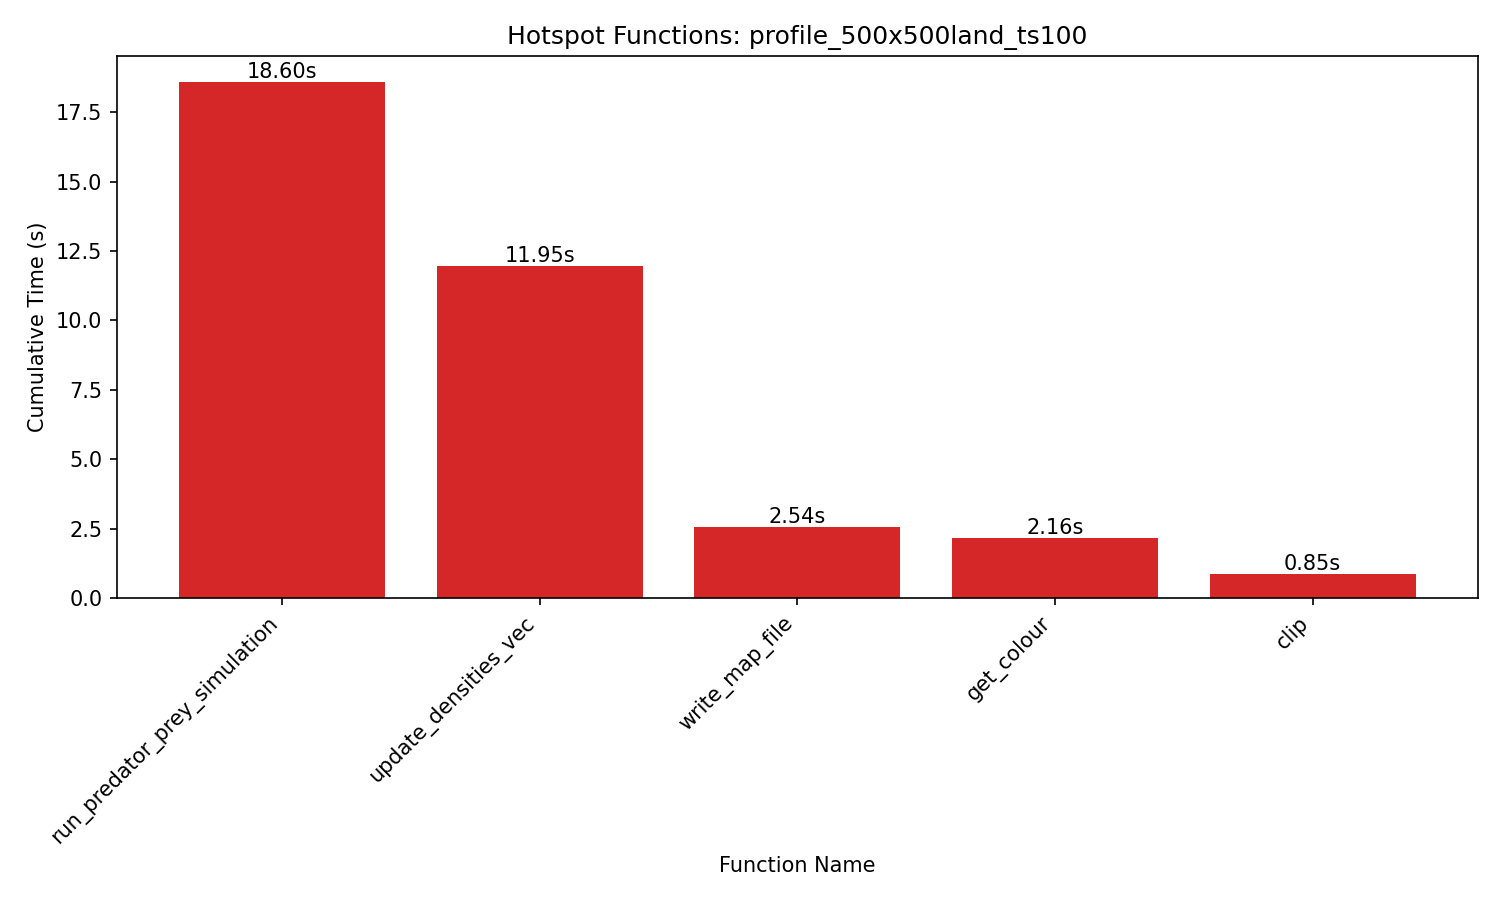 Hotspot Functions: profile_500x500land_ts100
Cumulative Time (s)
17.5
15.0
12.5
10.0
7.5
5.0
2.5
0.0
18.60s
11.95s
2.54s
2.16s
0.85s
run_predator_prey_simulation
update_densities_vec
write_map_file
get_colour
clip
Function Name